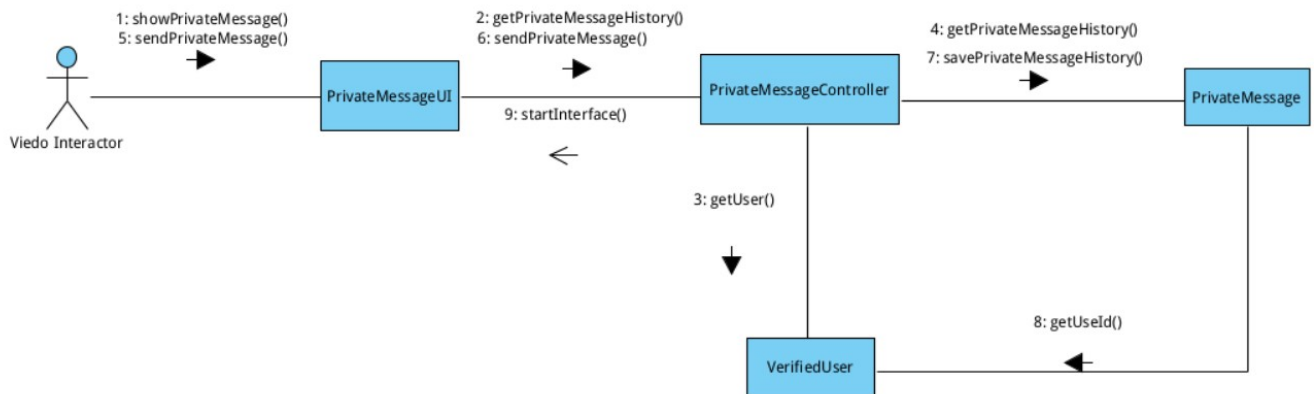 1: showPrivateMessage()
5: sendPrivateMessage()
2: getPrivateMessageHistory()
6: sendPrivateMessage()
4: getPrivateMessageHistory()
7: savePrivateMessageHistory()
PrivateMessageUI
PrivateMessageController
PrivateMessage
9: startInterface()
Viedo Interactor
3: getUser()
8: getUseId()
VerifiedUser